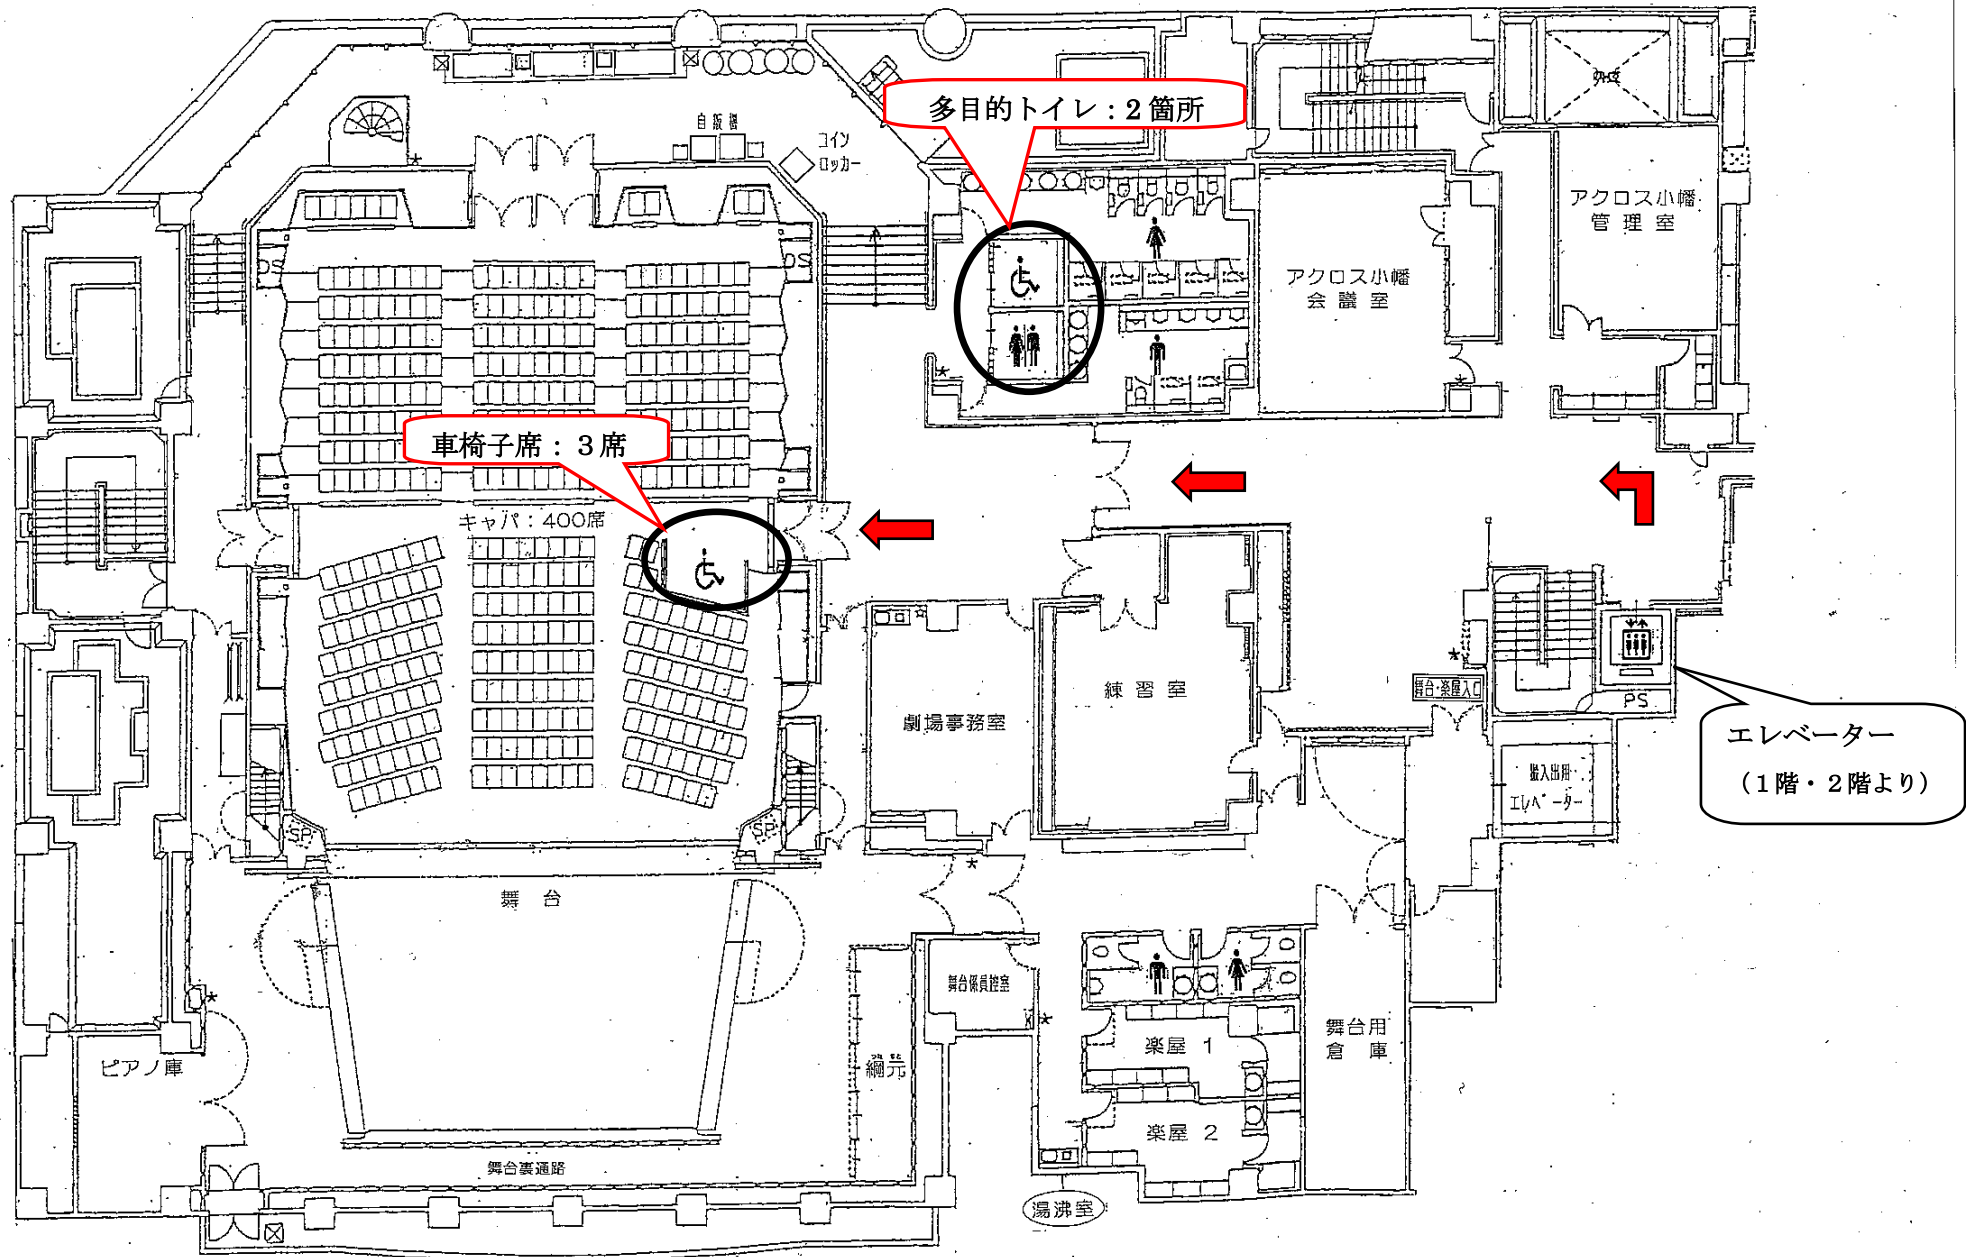 自販機
コイン
ロッカー
多目的トイレ：2箇所
アクロス小幡
管理室
アクロス小幡
会議室
DS
DS
車椅子席：３席
キャパ：400席
劇場事務室
練習室
舞台・楽屋入口
PS
エレベーター
（1階・2階より）
搬入出用
エレベーター
SP
SP
舞台
舞台係員控室
綱元
ピアノ庫
舞台裏通路
楽屋 1
楽屋 2
舞台用
倉庫
湯沸室